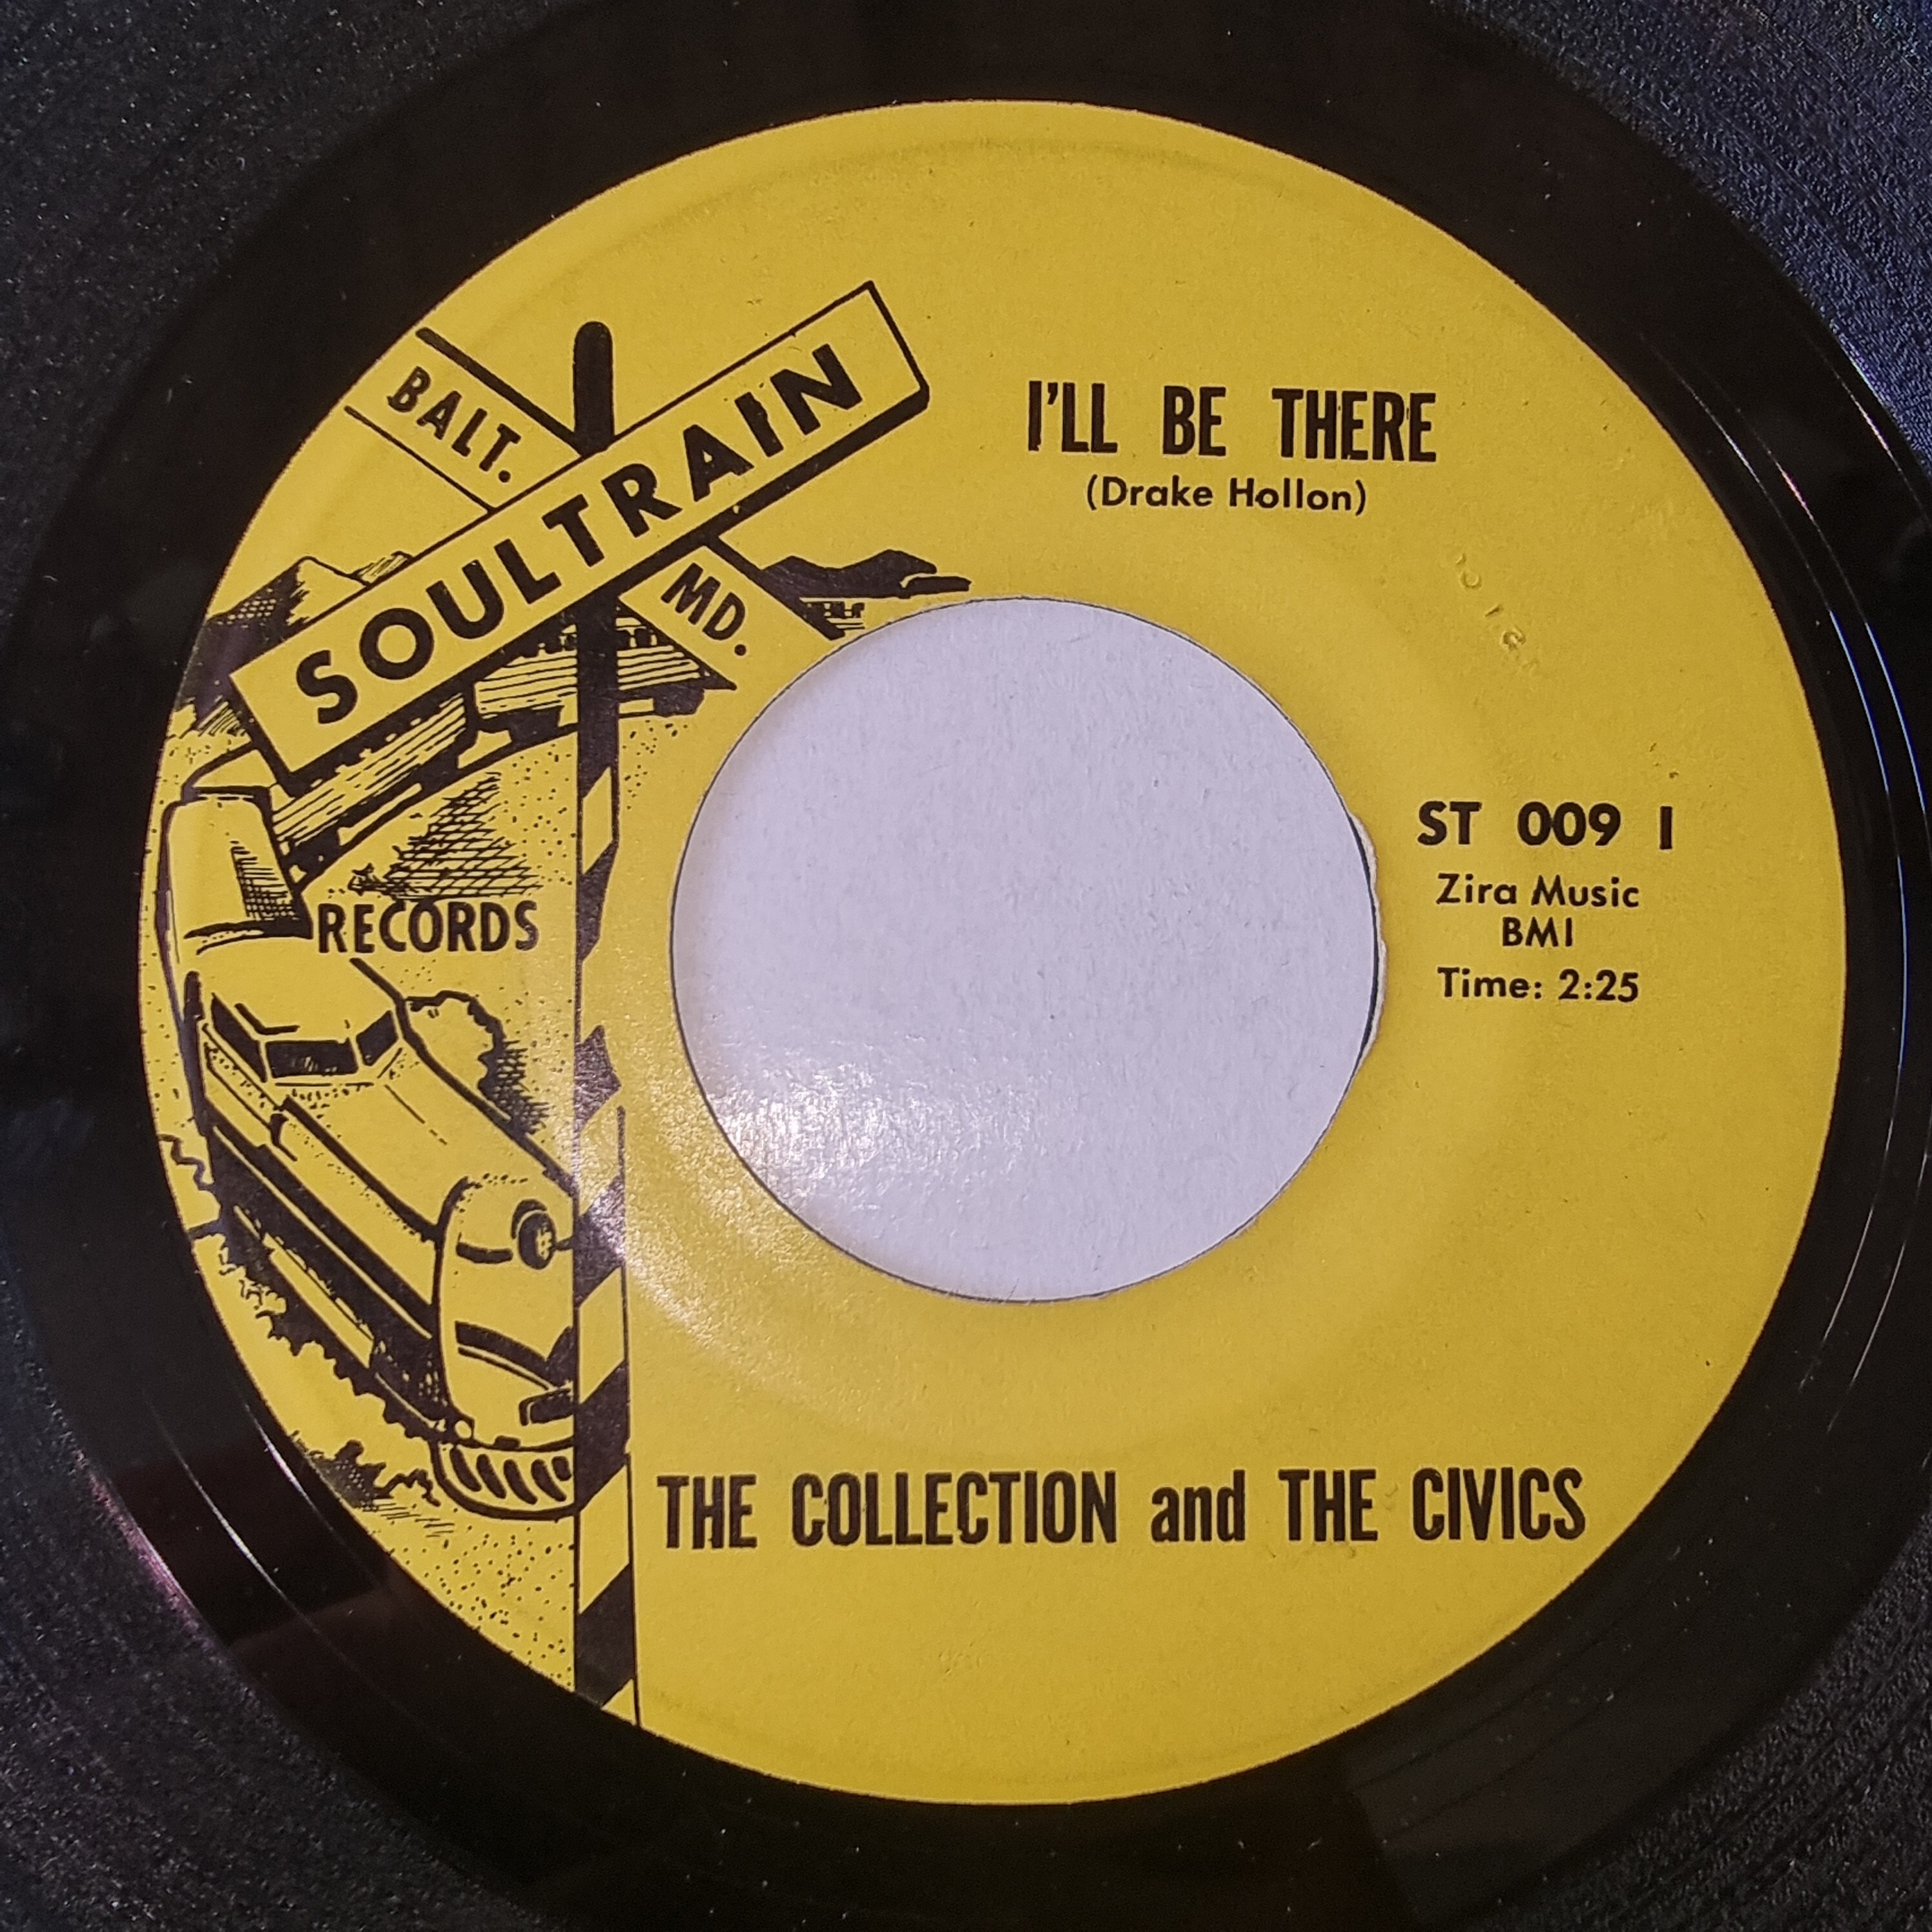 BALT.
SOULTRAIN
MD.
RECORDS
I'LL BE THERE
(Drake Hollon)
ST 009 1
Zira Music
BMI
Time: 2:25
THE COLLECTION and THE CIVICS